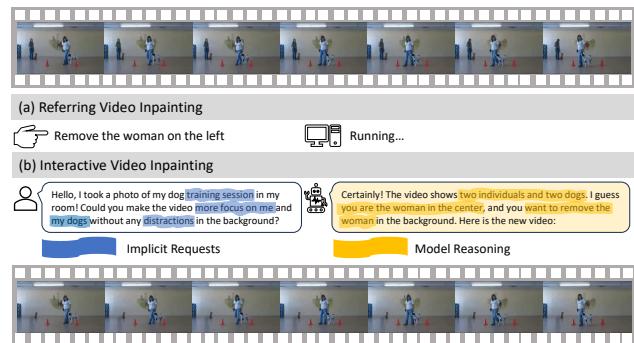 (a) Referring Video Inpainting
Remove the woman on the left
Running...
(b) Interactive Video Inpainting
Hello, I took a photo of my dog training session in my
room! Could you make the video more focus on me and
my dogs without any distractions in the background?
Certainly! The video shows two individuals and two dogs. I guess
you are the woman in the center, and you want to remove the
woman in the background. Here is the new video:
Implicit Requests
Model Reasoning